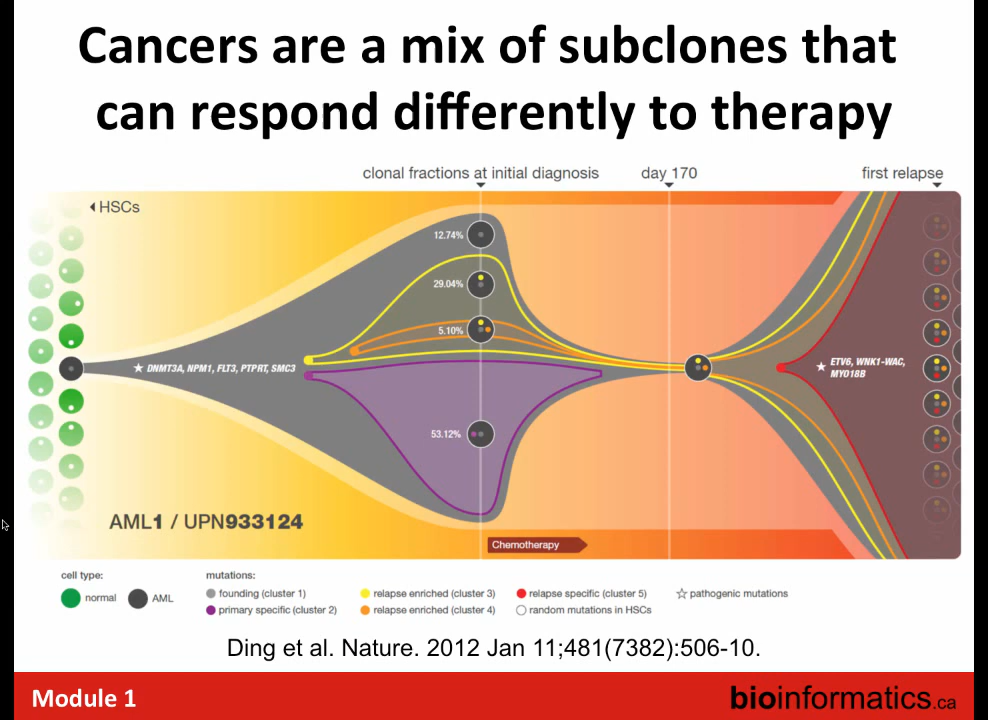 Cancers are a mix of subclones that
can respond differently to therapy
clonal fractions at initial diagnosis
day 170
first relapse
HSCs
12.74%
29.04%
5.10%
DNMT3A, NPM1, FLT3, PTPRT, SMC3
ETV6, WNK1-WAC,
MYO18B
53.12%
AML1 / UPN933124
Chemotherapy
cell type:
normal
AML
mutations:
founding (cluster 1)
primary specific (cluster 2)
relapse enriched (cluster 3)
relapse enriched (cluster 4)
relapse specific (cluster 5)
random mutations in HSCs
pathogenic mutations
Ding et al. Nature. 2012 Jan 11;481(7382):506-10.
Module 1
bioinformatics.ca